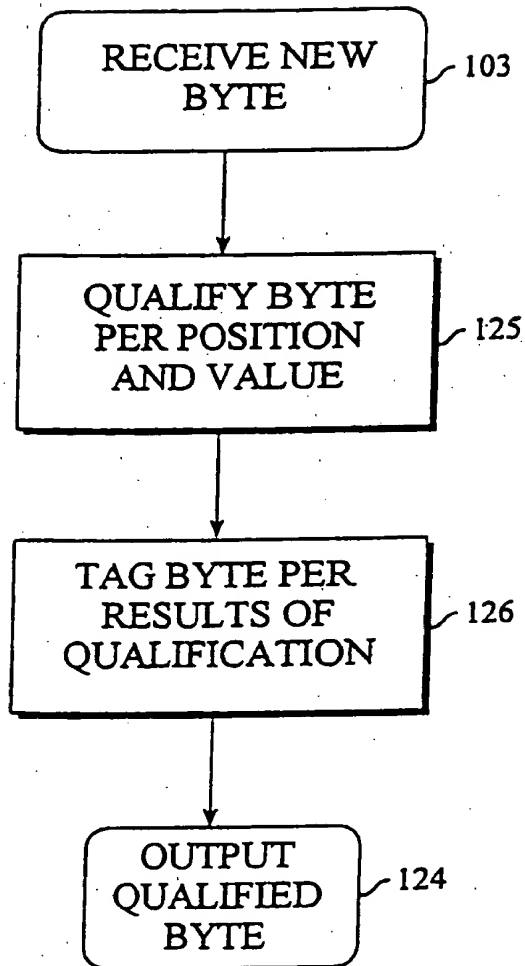 RECEIVE NEW
BYTE
103
QUALIFY BYTE
PER POSITION
AND VALUE
125
TAG BYTE PER
RESULTS OF
QUALIFICATION
126
OUTPUT
QUALIFIED
BYTE
124